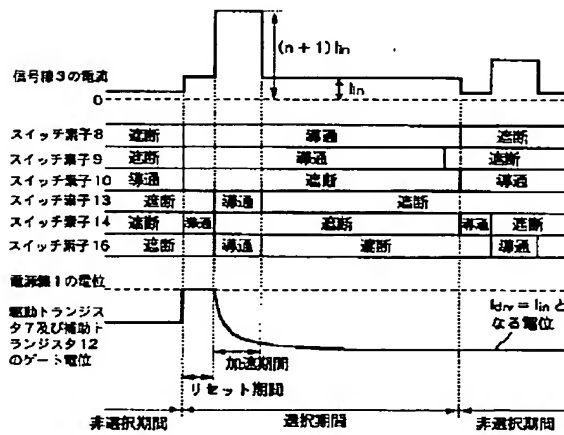 (n+1)Iin
信号線3の電流
Iin
0
スイッチ素子8 遮断 導通 遮断
スイッチ素子9 遮断 導通 遮断
スイッチ素子10 導通 遮断 導通
スイッチ素子13 遮断 導通 遮断
スイッチ素子14 遮断 導通 遮断 導通 遮断
スイッチ素子16 遮断 導通 遮断 導通
電源線1の電位
駆動トランジス
タ7及び補助ト
ランジスタ12
のゲート電位
Idrv=Iinと
なる電位
加速期間
リセット期間
非選択期間 選択期間 非選択期間